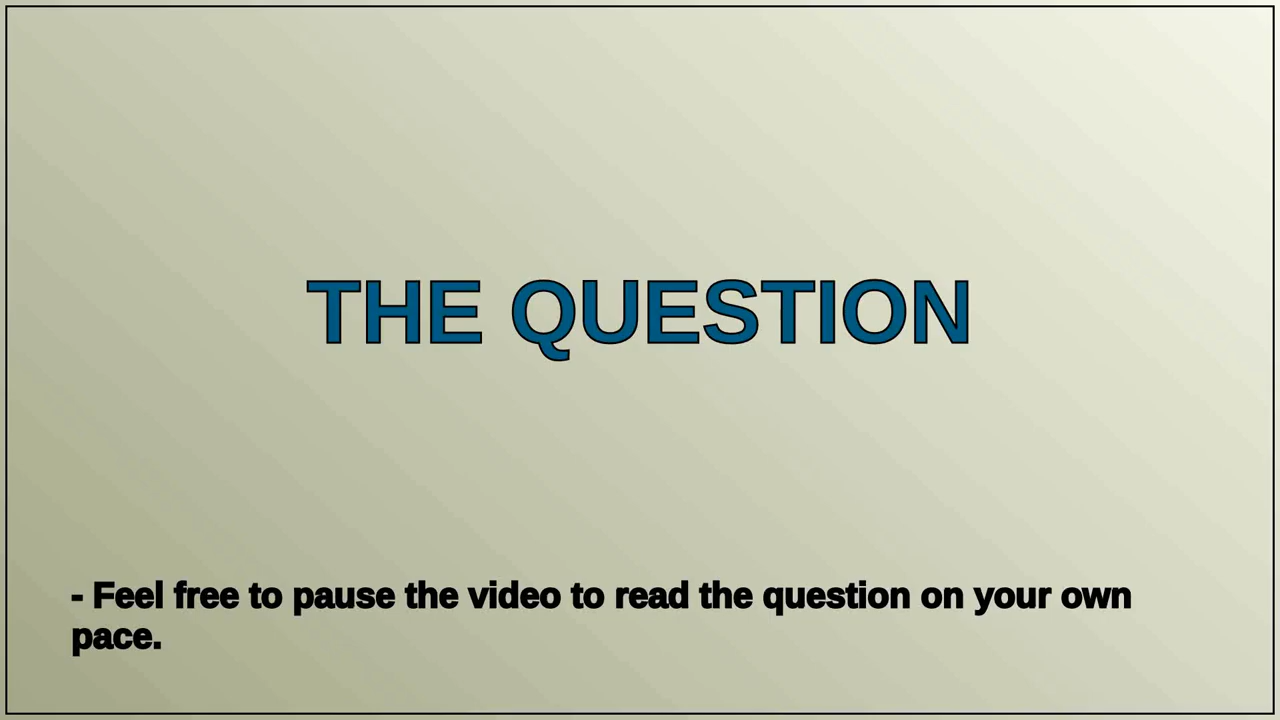 THE QUESTION
- Feel free to pause the video to read the question on your own
pace.